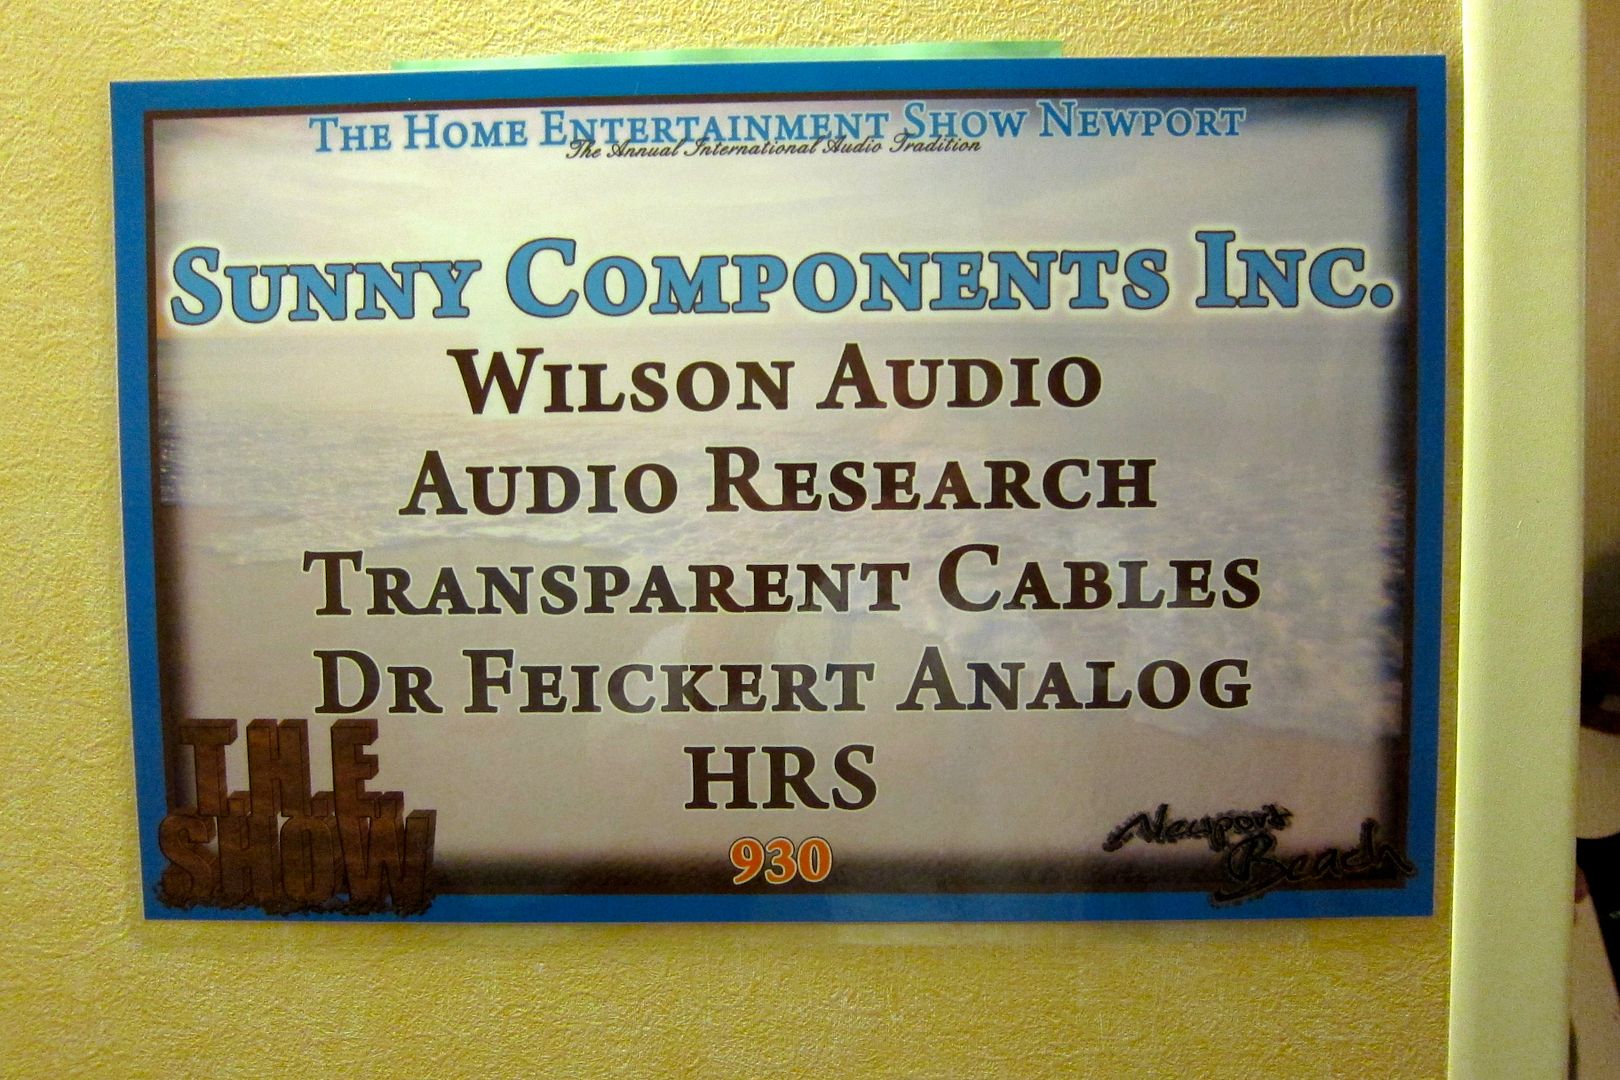 The Home Entertainment Show Newport
The Annual International Audio Tradition
Sunny Components Inc.
Wilson Audio
Audio Research
Transparent Cables
Dr Feickert Analog
HRS
930
T.H.E.
SHOW
Newport
Beach